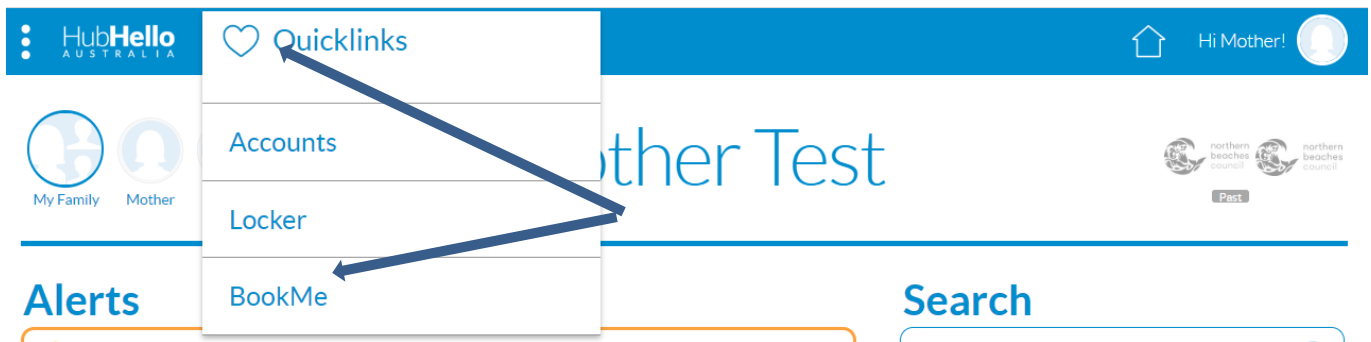 HubHello
AUSTRALIA
Quicklinks
Hi Mother!
Accounts
Locker
BookMe
ther Test
My Family
Mother
northern
beaches
council
northern
beaches
council
Past
Alerts
Search